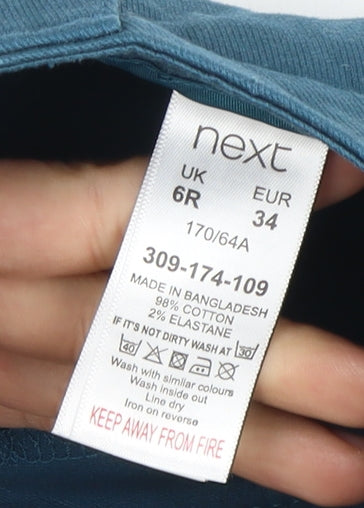 next
UK EUR
6R 34
170/64A
309-174-109
MADE IN BANGLADESH
98% COTTON
2% ELASTANE
IF IT'S NOT DIRTY WASH AT 30
40
Wash with similar colours
Wash inside out
Line dry
Iron on reverse
KEEP AWAY FROM FIRE